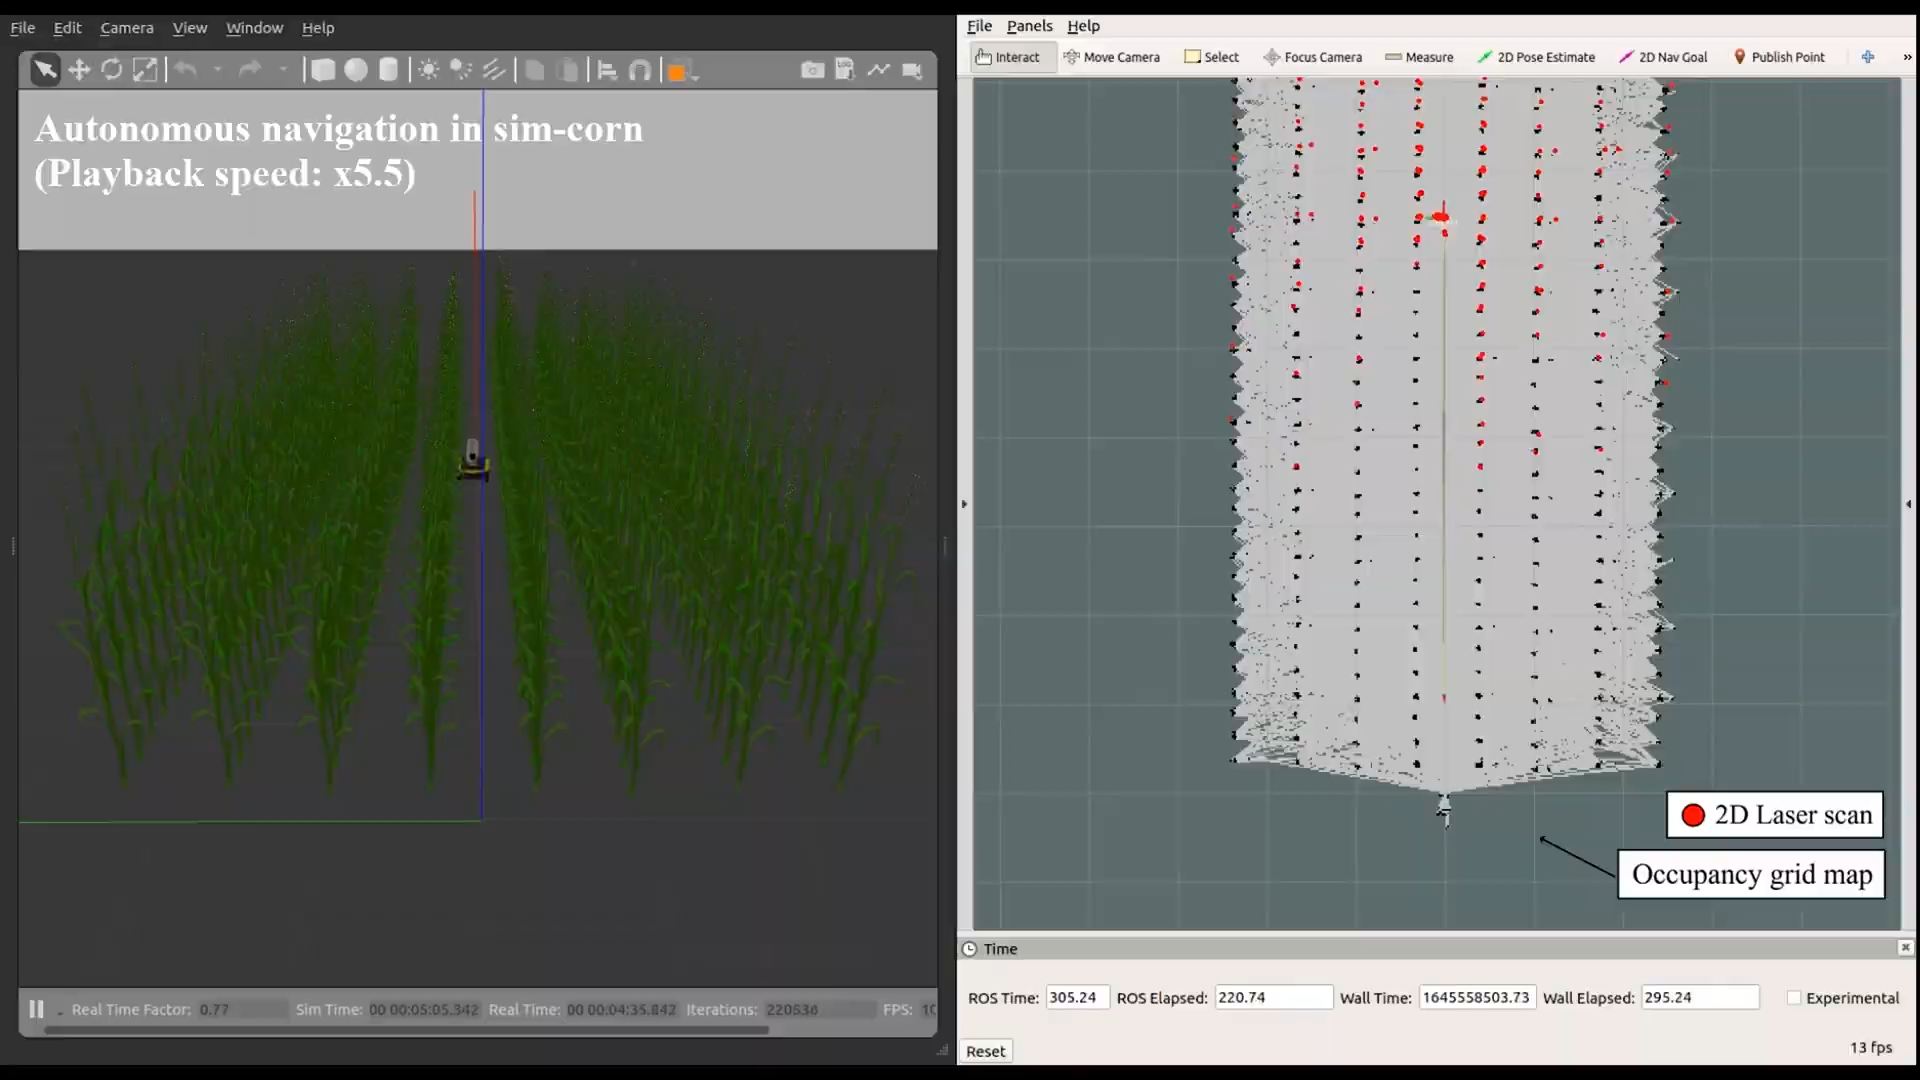 File Edit Camera View Window Help
Autonomous navigation in sim-corn
(Playback speed: x5.5)
Real Time Factor: 0.77 Sim Time: 00 00:05:05.342 Real Time: 00 00:04:35.842 Iterations: FPS:
File Panels Help
Interact Move Camera Select Focus Camera Measure 2D Pose Estimate 2D Nav Goal Publish Point
2D Laser scan
Occupancy grid map
Time
ROS Time: 305.24 ROS Elapsed: 220.74 Wall Time: 1645558503.73 Wall Elapsed: 295.24 Experimental
Reset
13 fps